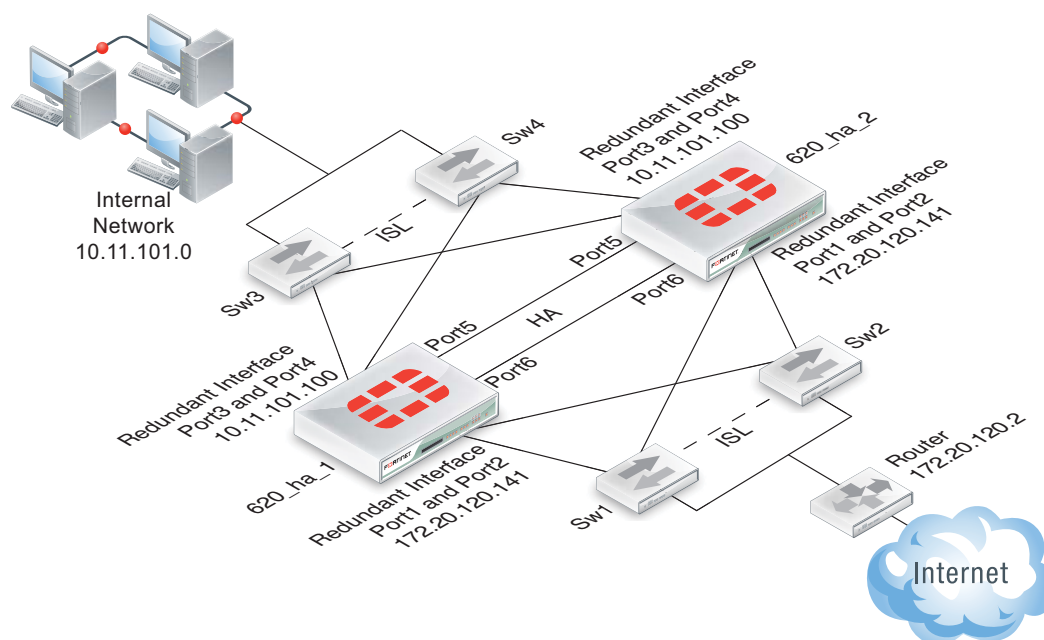 Internal
Network
10.11.101.0
Sw4
ISL
Sw3
Redundant Interface
Port3 and Port4
10.11.101.100
620_ha_2
FORTINET
Redundant Interface
Port1 and Port2
172.20.120.141
Port5
Port6
HA
Port5
Port6
Redundant Interface
Port3 and Port4
10.11.101.100
620_ha_1
FORTINET
Redundant Interface
Port1 and Port2
172.20.120.141
Sw2
ISL
Sw1
Router
172.20.120.2
Internet